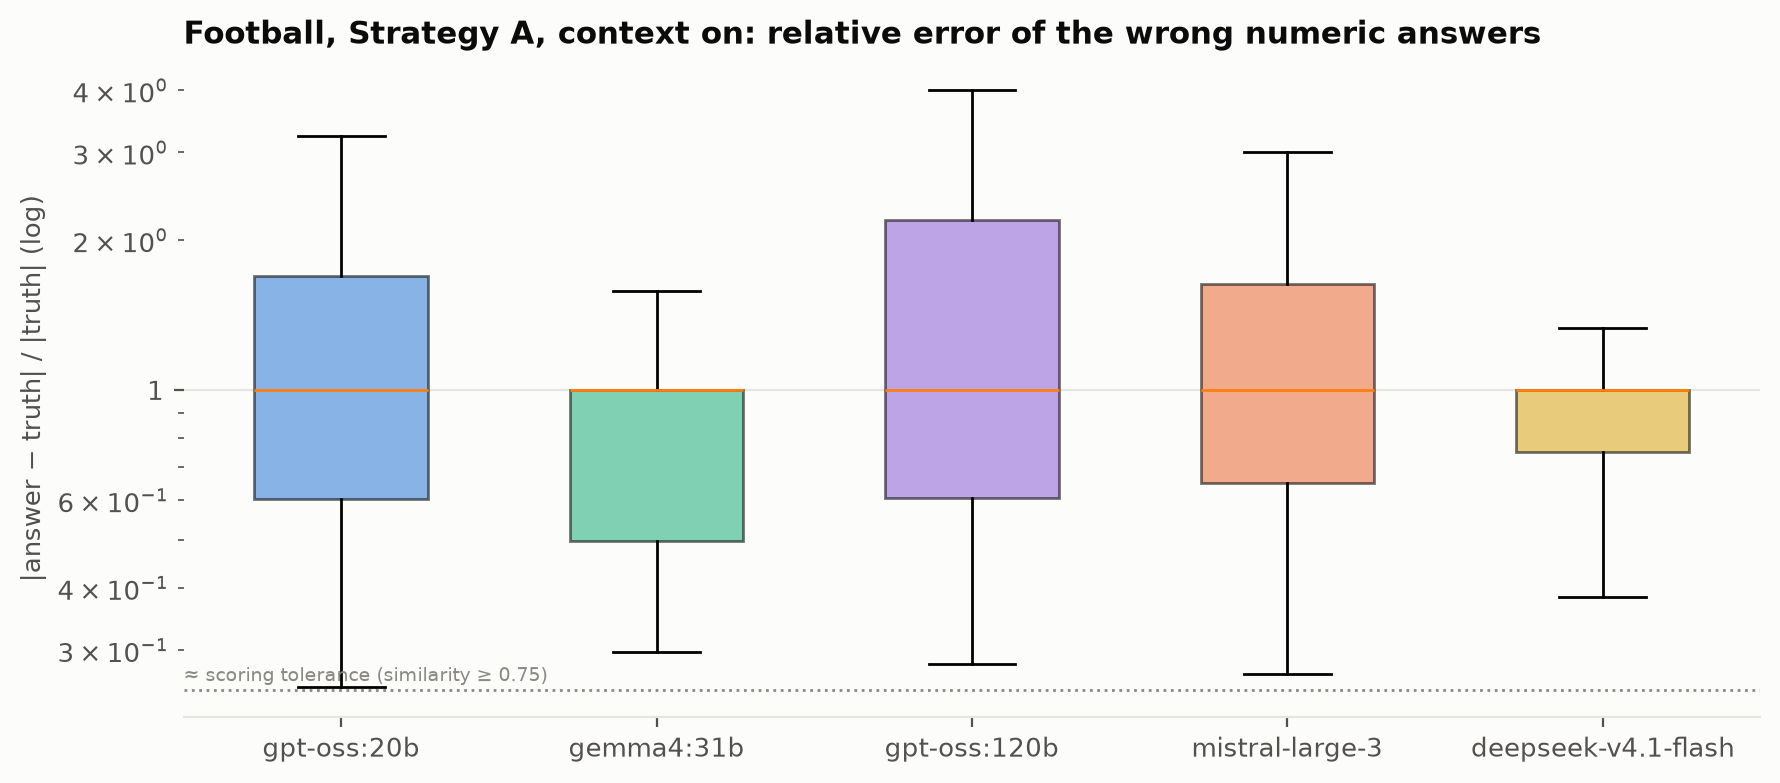 Football, Strategy A, context on: relative error of the wrong numeric answers
|answer − truth| / |truth| (log)
4 × 10⁰
3 × 10⁰
2 × 10⁰
1
6 × 10⁻¹
4 × 10⁻¹
3 × 10⁻¹
≈ scoring tolerance (similarity ≥ 0.75)
gpt-oss:20b gemma4:31b gpt-oss:120b mistral-large-3 deepseek-v4.1-flash